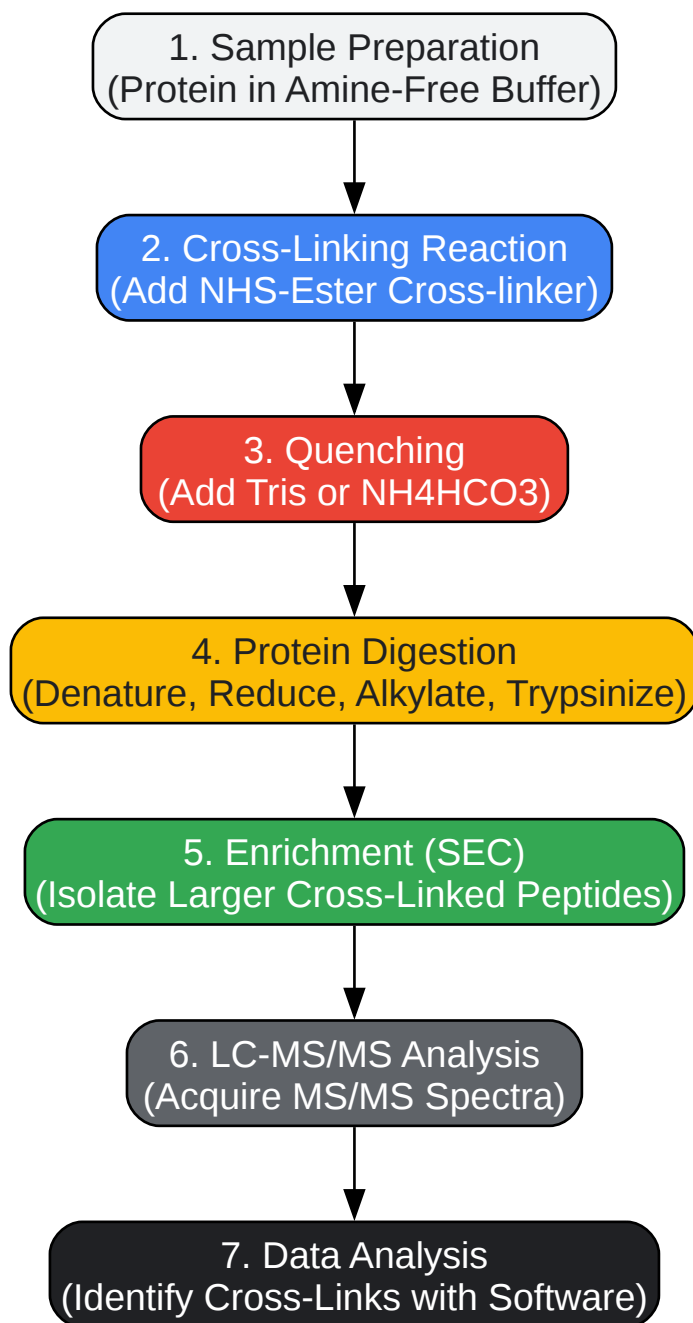 1. Sample Preparation
(Protein in Amine-Free Buffer)
2. Cross-Linking Reaction
(Add NHS-Ester Cross-linker)
3. Quenching
(Add Tris or NH4HCO3)
4. Protein Digestion
(Denature, Reduce, Alkylate, Trypsinize)
5. Enrichment (SEC)
(Isolate Larger Cross-Linked Peptides)
6. LC-MS/MS Analysis
(Acquire MS/MS Spectra)
7. Data Analysis
(Identify Cross-Links with Software)